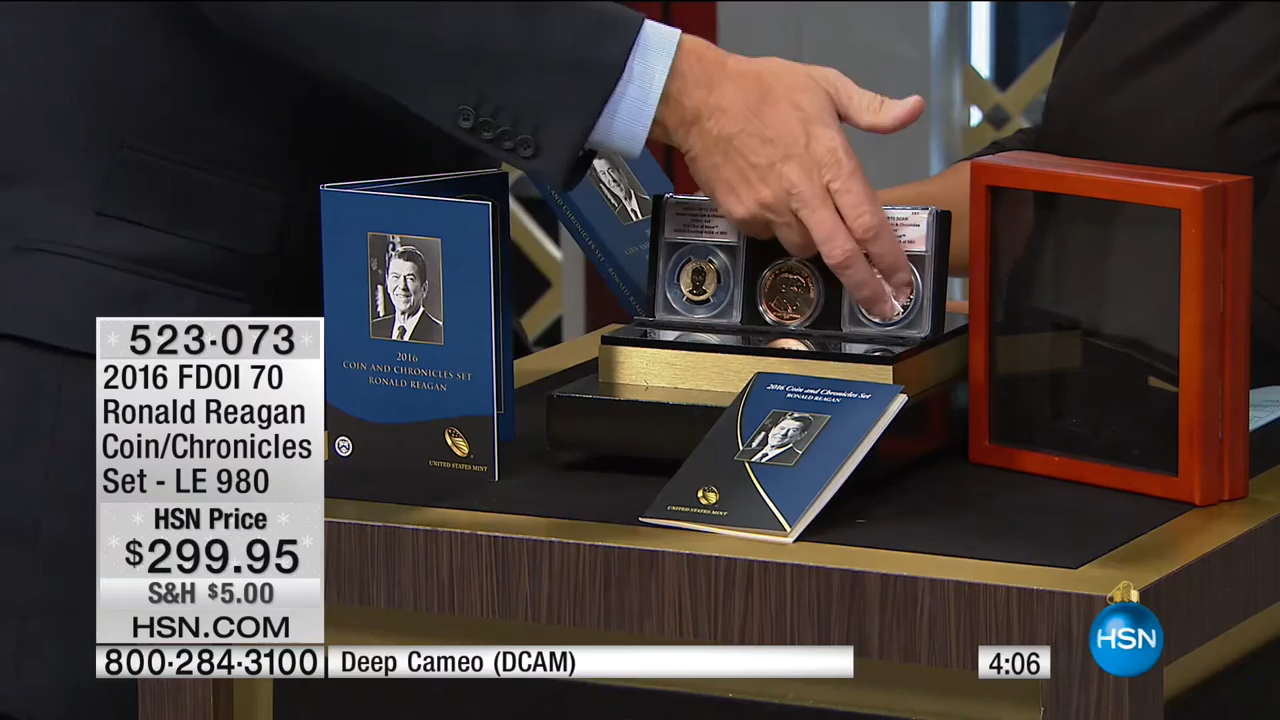 523·073
2016 FDOI 70
Ronald Reagan
Coin/Chronicles
Set - LE 980
HSN Price
$299.95
S&H $5.00
HSN.COM
800·284·3100
Deep Cameo (DCAM)
4:06
HSN
2016
COIN AND CHRONICLES SET
RONALD REAGAN
UNITED STATES MINT
2016 Coin and Chronicles Set
RONALD REAGAN
UNITED STATES MINT